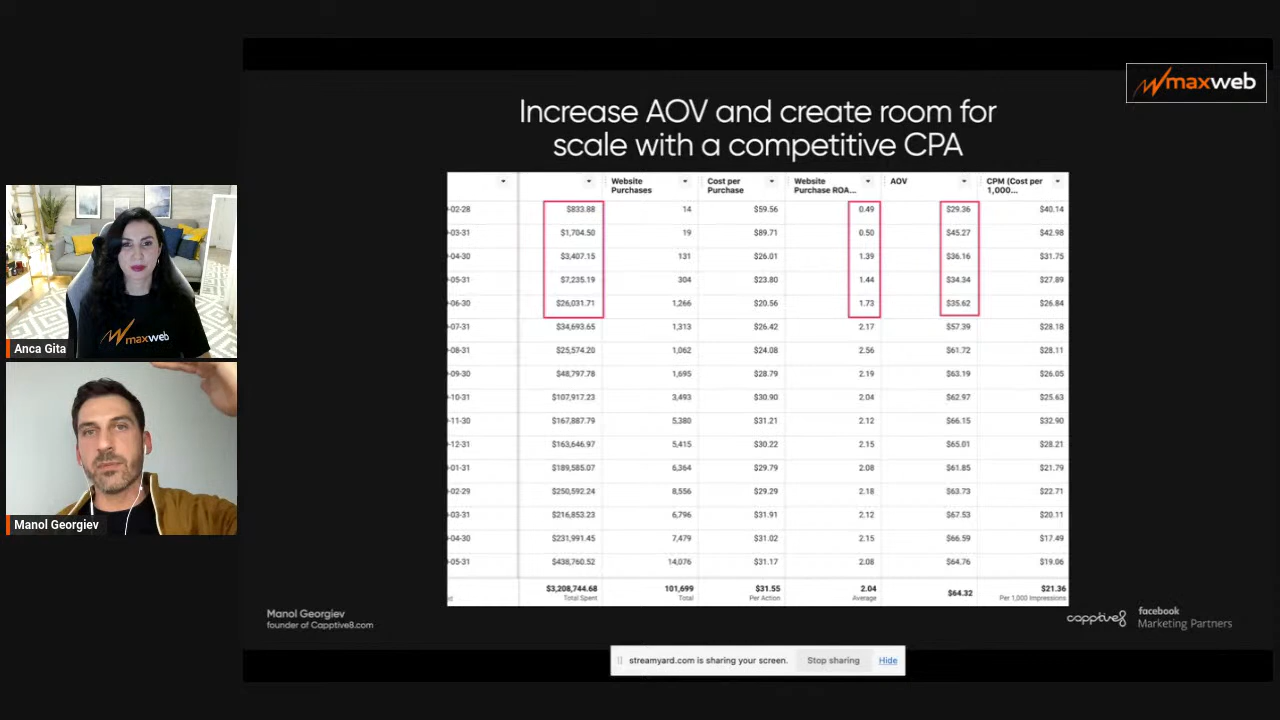 maxweb
Increase AOV and create room for
scale with a competitive CPA
Website Purchases Cost per Purchase Website Purchase ROA... AOV CPM (Cost per 1,000...
-02-28 $833.88 14 $59.56 0.49 $29.36 $40.14
-03-31 $1,704.50 19 $89.71 0.50 $45.27 $42.98
-04-30 $3,407.15 131 $26.01 1.39 $36.16 $31.75
-05-31 $7,235.19 304 $23.80 1.44 $34.34 $27.89
-06-30 $26,031.71 1,266 $20.56 1.73 $35.62 $26.84
-07-31 $34,693.65 1,313 $26.42 2.17 $57.39 $28.18
-08-31 $25,574.20 1,062 $24.08 2.56 $61.72 $28.11
-09-30 $48,797.78 1,695 $28.79 2.19 $63.19 $26.05
-10-31 $107,917.23 3,493 $30.90 2.04 $62.97 $25.63
-11-30 $167,887.79 5,380 $31.21 2.12 $66.15 $32.90
-12-31 $163,646.97 5,415 $30.22 2.15 $65.01 $28.21
-01-31 $189,585.07 6,364 $29.79 2.08 $61.85 $21.79
-02-29 $250,592.24 8,556 $29.29 2.18 $63.73 $22.71
-03-31 $216,853.23 6,796 $31.91 2.12 $67.53 $20.11
-04-30 $231,991.45 7,479 $31.02 2.15 $66.59 $17.49
-05-31 $438,760.52 14,076 $31.17 2.08 $64.76 $19.06
$3,208,744.68 101,699 $31.55 2.04 $64.32 $21.36
Total Spent Total Per Action Average Per 1,000 Impressions
maxweb
Anca Gita
Manol Georgiev
Manol Georgiev
founder of Capptive8.com
capptive8
facebook
Marketing Partners
streamyard.com is sharing your screen. Stop sharing Hide